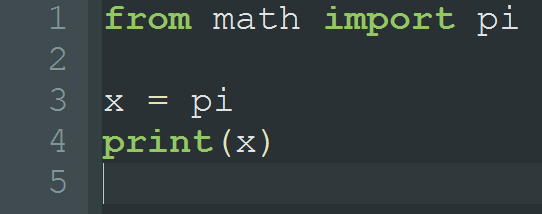 1 from math import pi
2
3 x = pi
4 print(x)
5